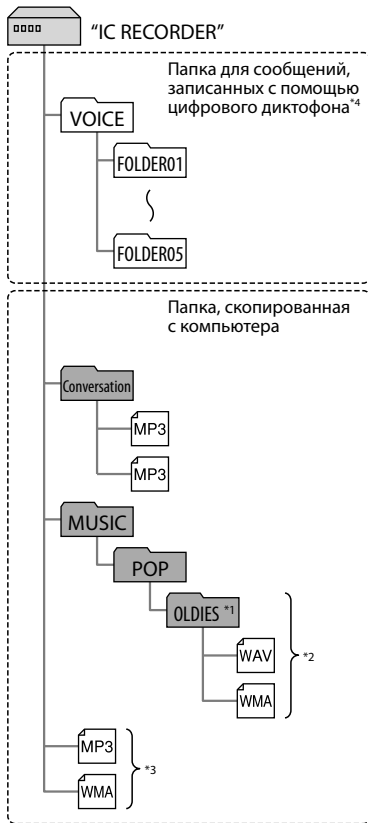 “IC RECORDER”
Папка для сообщений,
записанных с помощью
цифрового диктофона*4
VOICE
FOLDER01
FOLDER05
Папка, скопированная
с компьютера
Conversation
MP3
MP3
MUSIC
POP
OLDIES *1
WAV
*2
WMA
MP3
*3
WMA